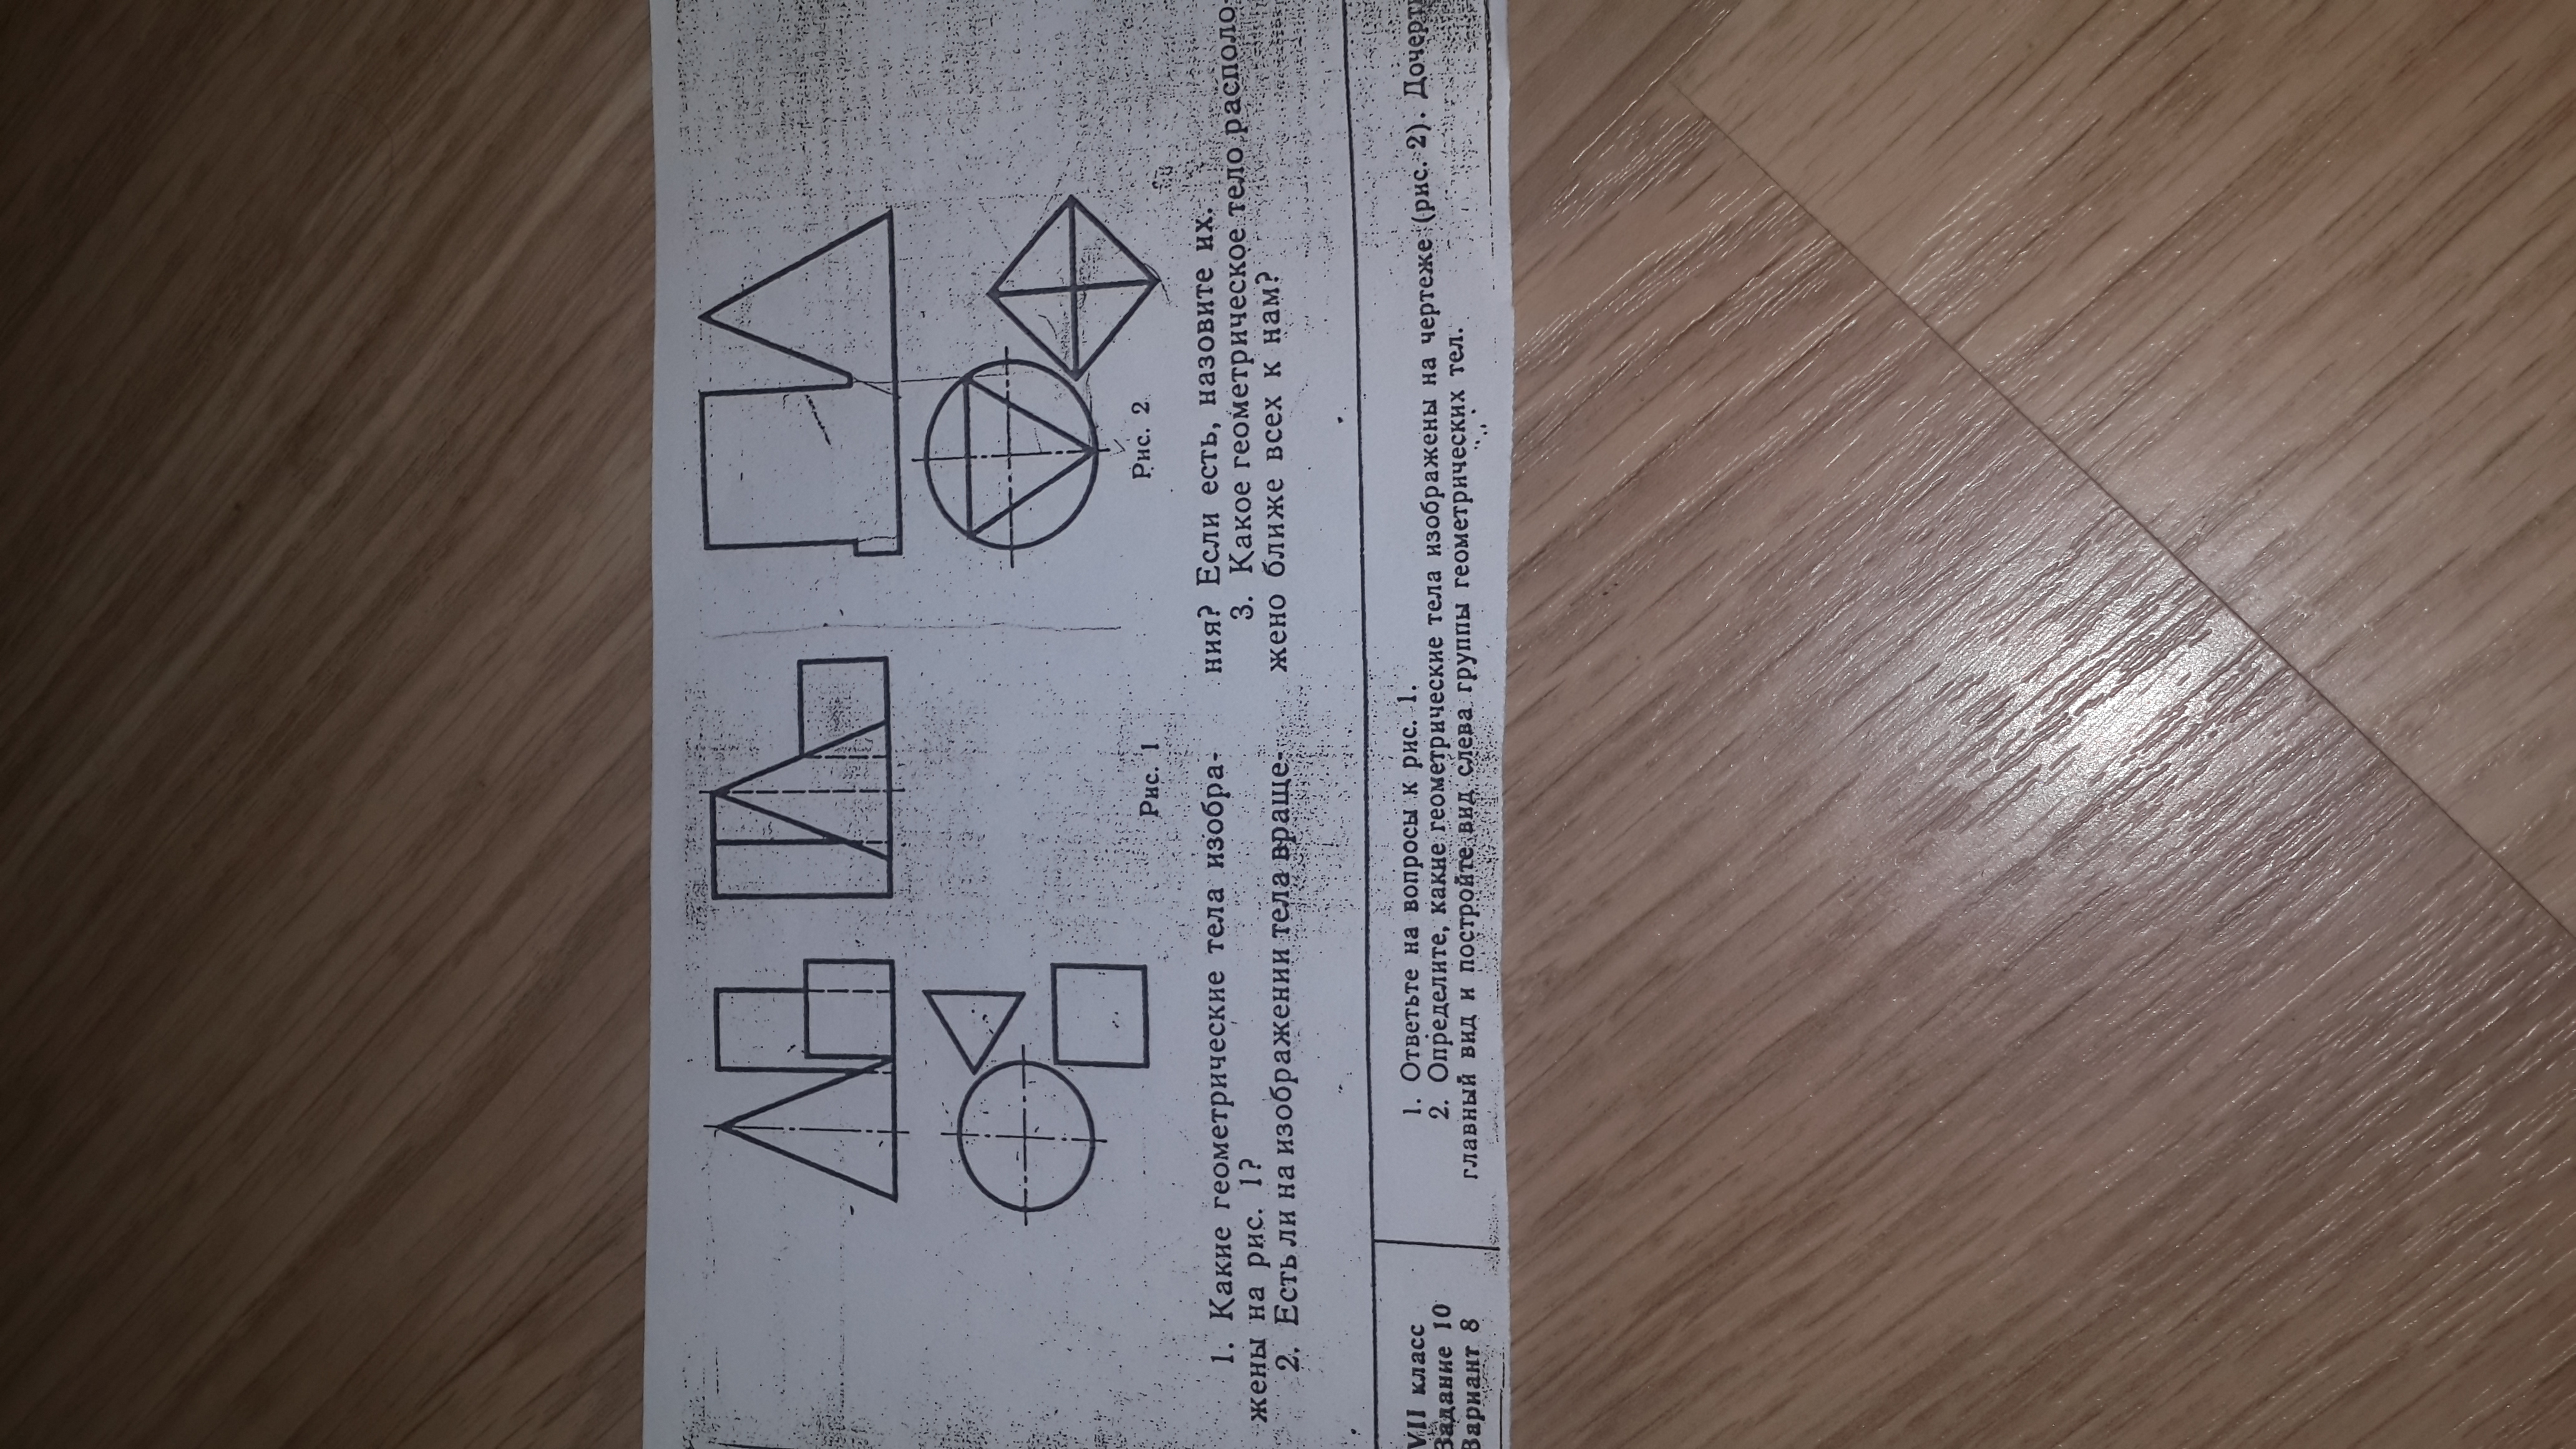 Рис. 1
Рис. 2
1. Какие геометрические тела изобра-
жены на рис. 1?
2. Есть ли на изображении тела враще-
ния? Если есть, назовите их.
3. Какое геометрическое тело располо
жено ближе всех к нам?
VII класс
Задание 10
Вариант 8
1. Ответьте на вопросы к рис. 1.
2. Определите, какие геометрические тела изображены на чертеже (рис. 2). Дочерт
главный вид и постройте вид слева группы геометрических тел.